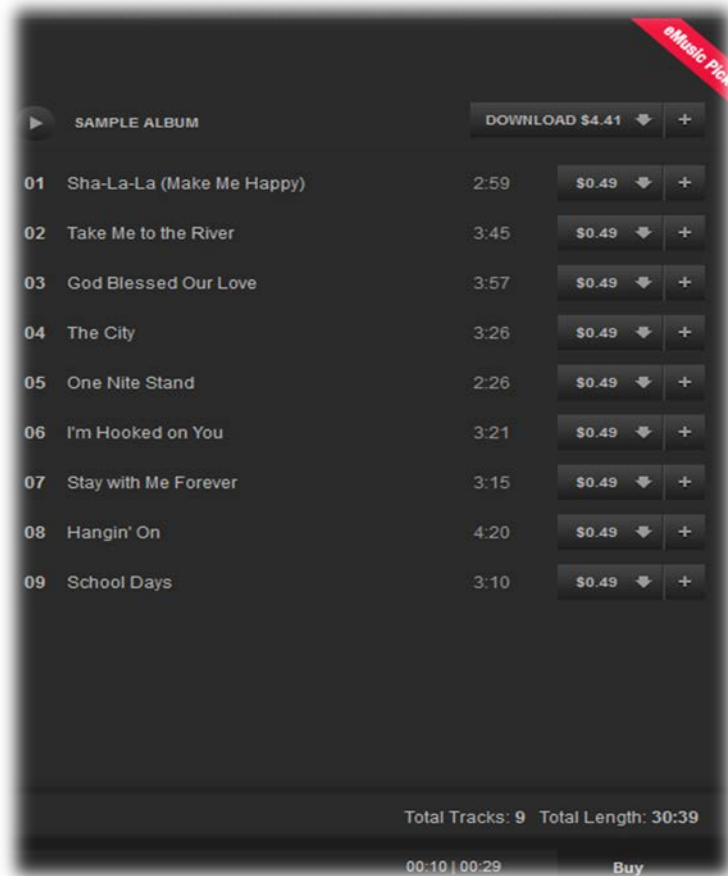 eMusic Pick
SAMPLE ALBUM DOWNLOAD $4.41 +
01 Sha-La-La (Make Me Happy) 2:59 $0.49 +
02 Take Me to the River 3:45 $0.49 +
03 God Blessed Our Love 3:57 $0.49 +
04 The City 3:26 $0.49 +
05 One Nite Stand 2:26 $0.49 +
06 I'm Hooked on You 3:21 $0.49 +
07 Stay with Me Forever 3:15 $0.49 +
08 Hangin' On 4:20 $0.49 +
09 School Days 3:10 $0.49 +
Total Tracks: 9 Total Length: 30:39
00:10 | 00:29 Buy